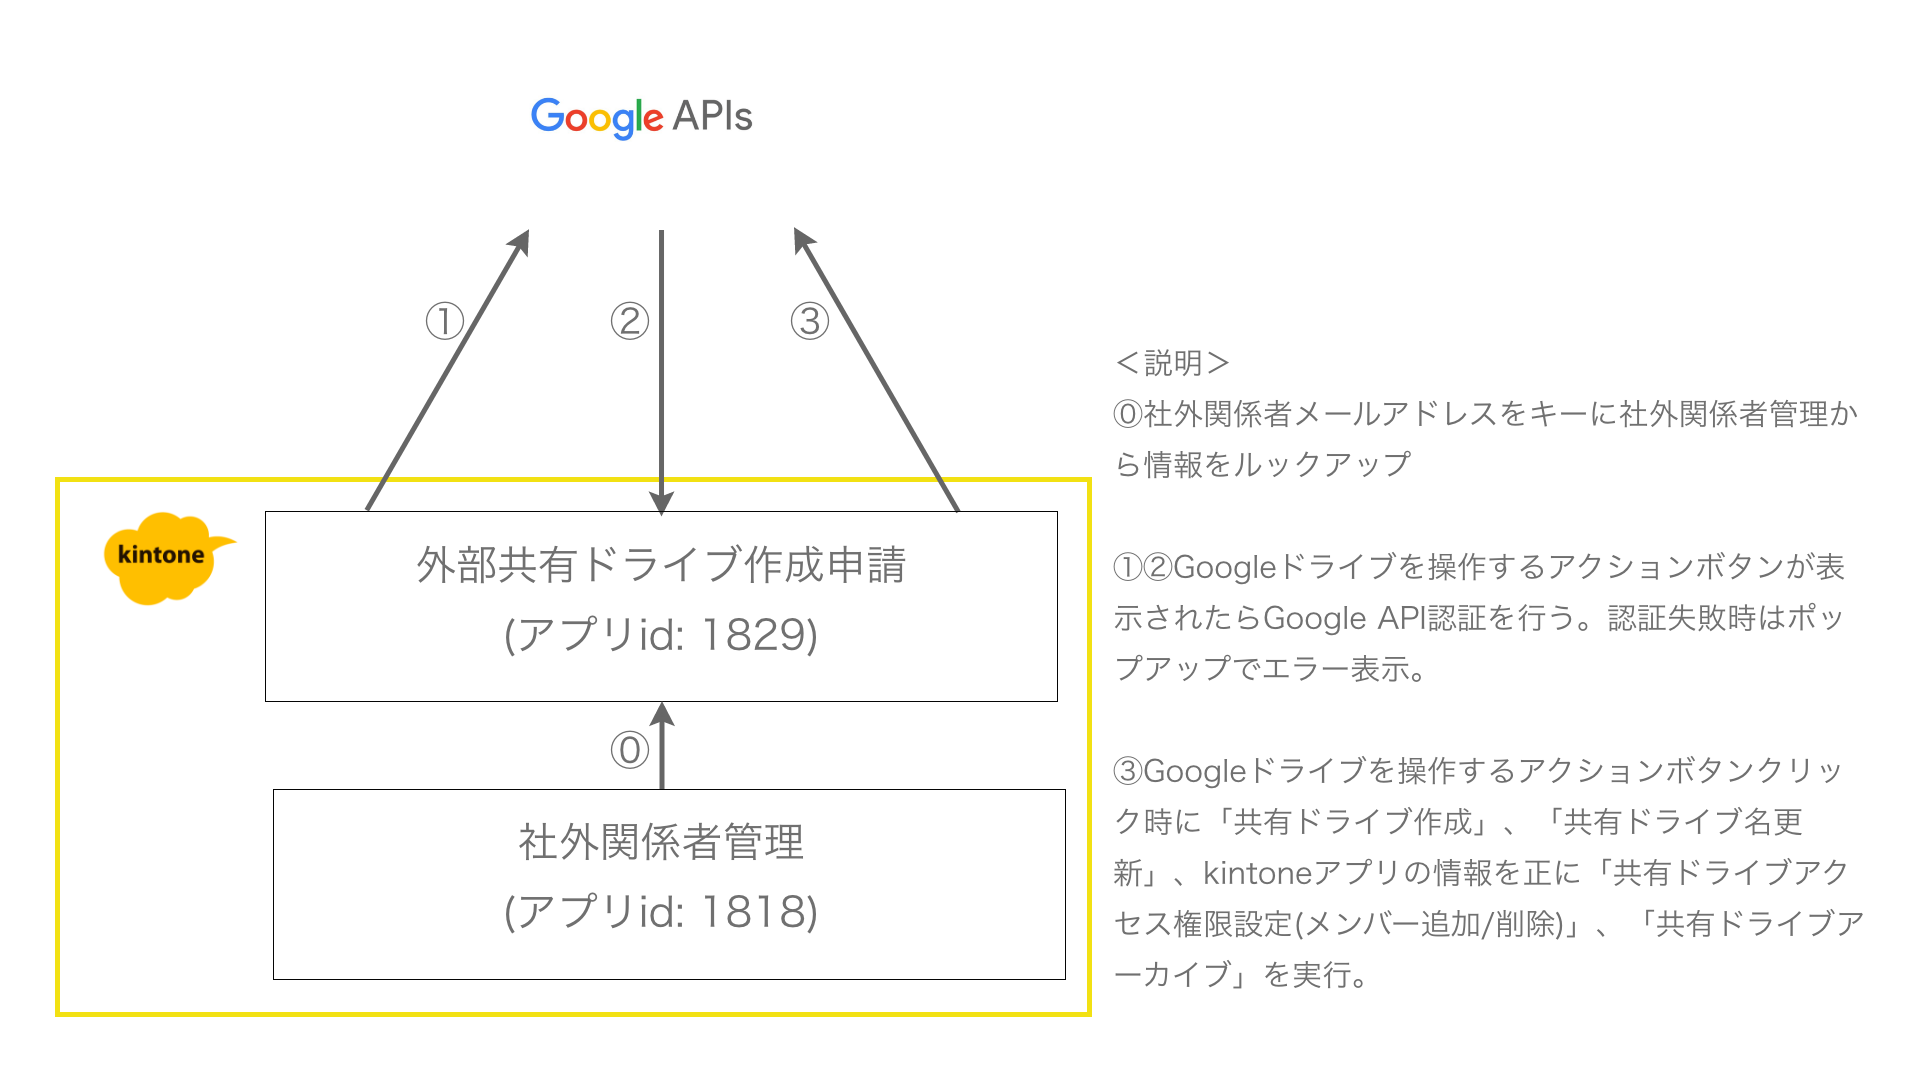 Google APIs
①
②
③
kintone
外部共有ドライブ作成申請
(アプリid: 1829)
⓪
社外関係者管理
(アプリid: 1818)
＜説明＞
⓪社外関係者メールアドレスをキーに社外関係者管理か
ら情報をルックアップ
①②Googleドライブを操作するアクションボタンが表
示されたらGoogle API認証を行う。認証失敗時はポッ
プアップでエラー表示。
③Googleドライブを操作するアクションボタンクリッ
ク時に「共有ドライブ作成」、「共有ドライブ名更
新」、kintoneアプリの情報を正に「共有ドライブアク
セス権限設定(メンバー追加/削除)」、「共有ドライブア
ーカイブ」を実行。